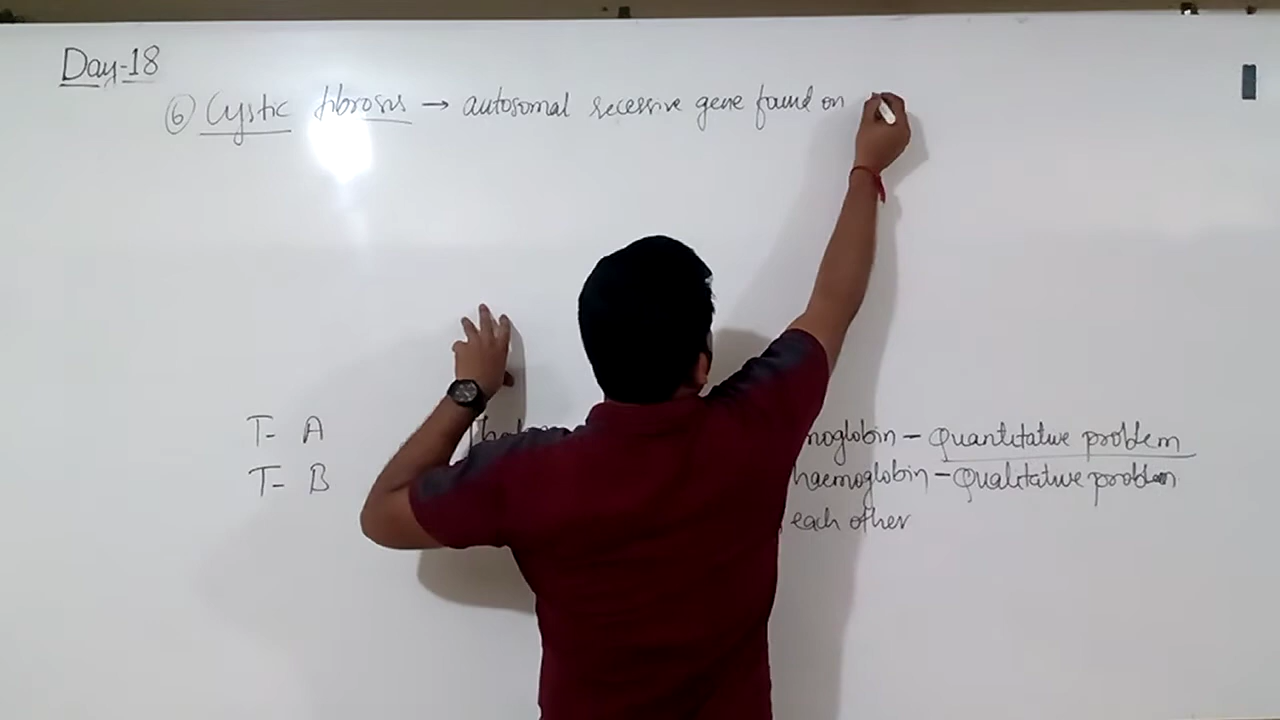 Day-18
⑥ Cystic fibrosis → autosomal recessive gene found on
T- A moglobin - Quantitative problem
T- B haemoglobin - Qualitative problem
each other